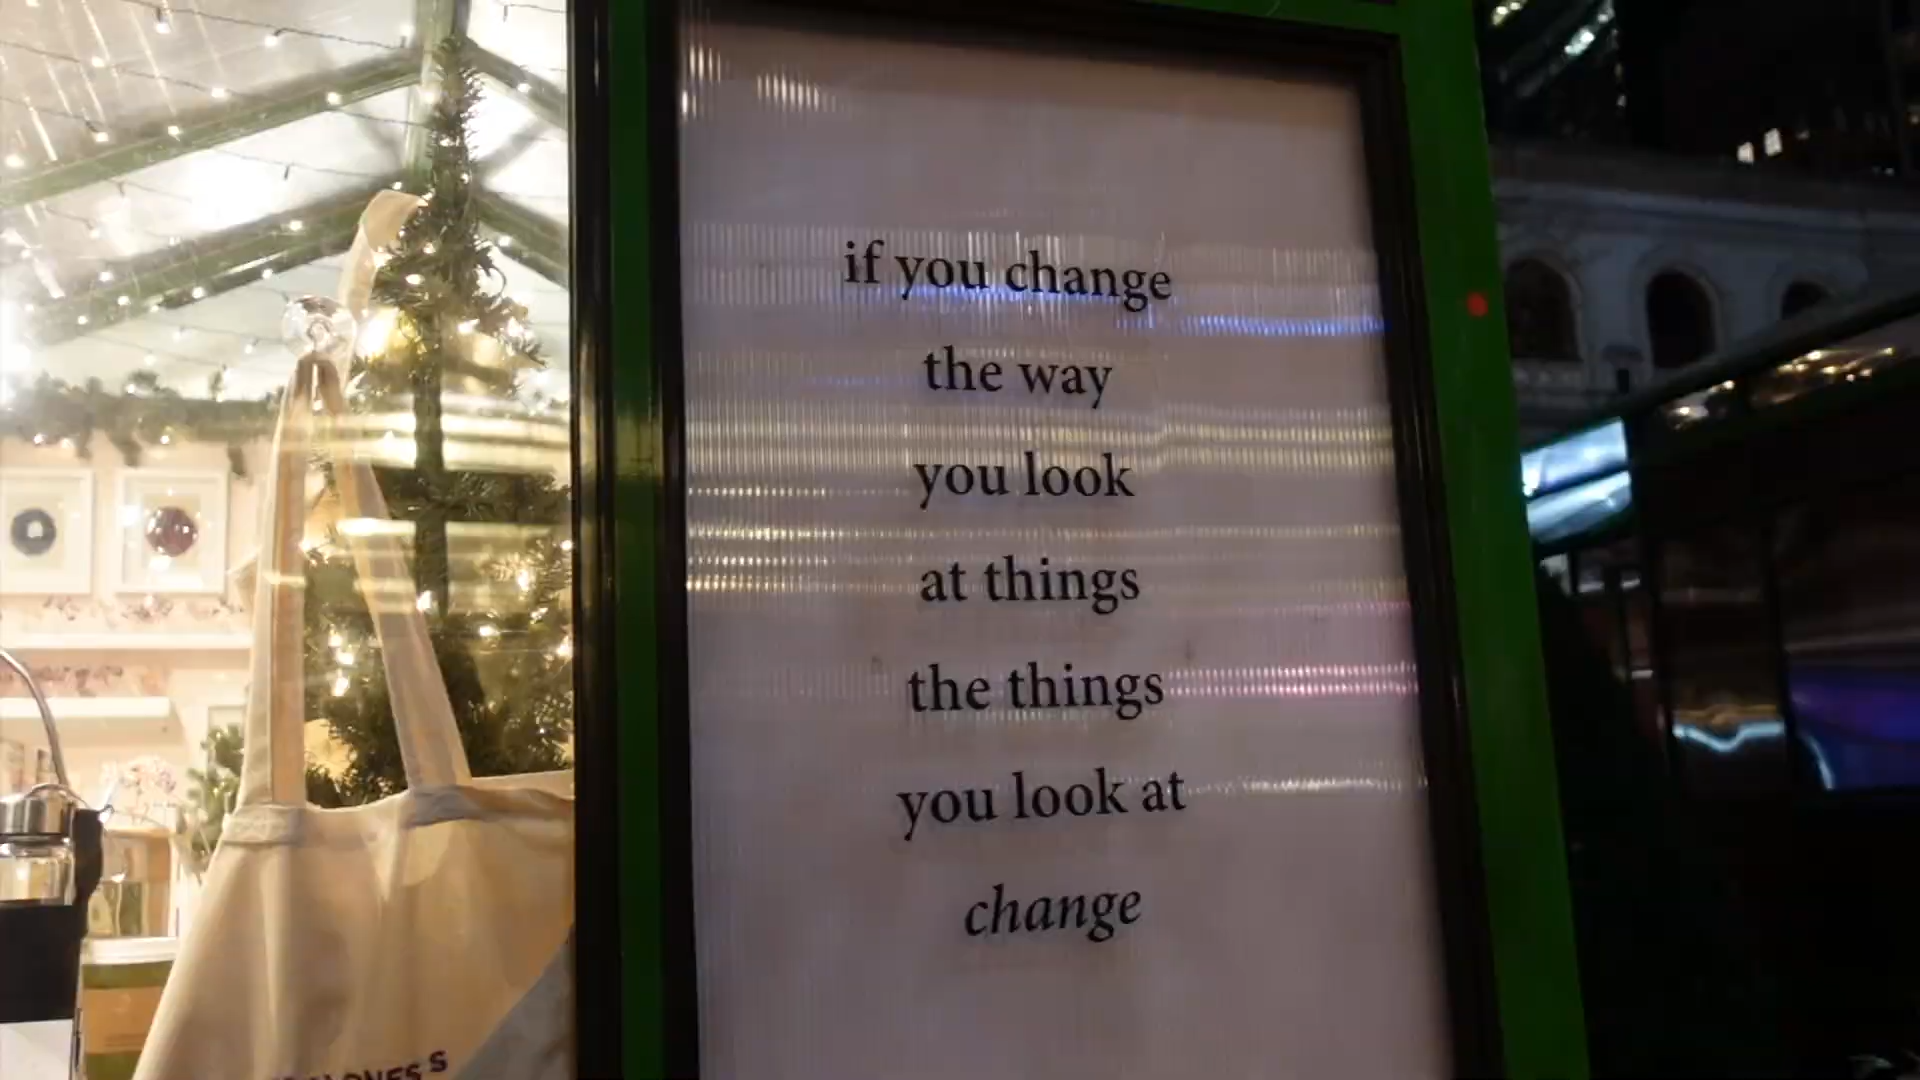 if you change
the way
you look
at things
the things
you look at
change